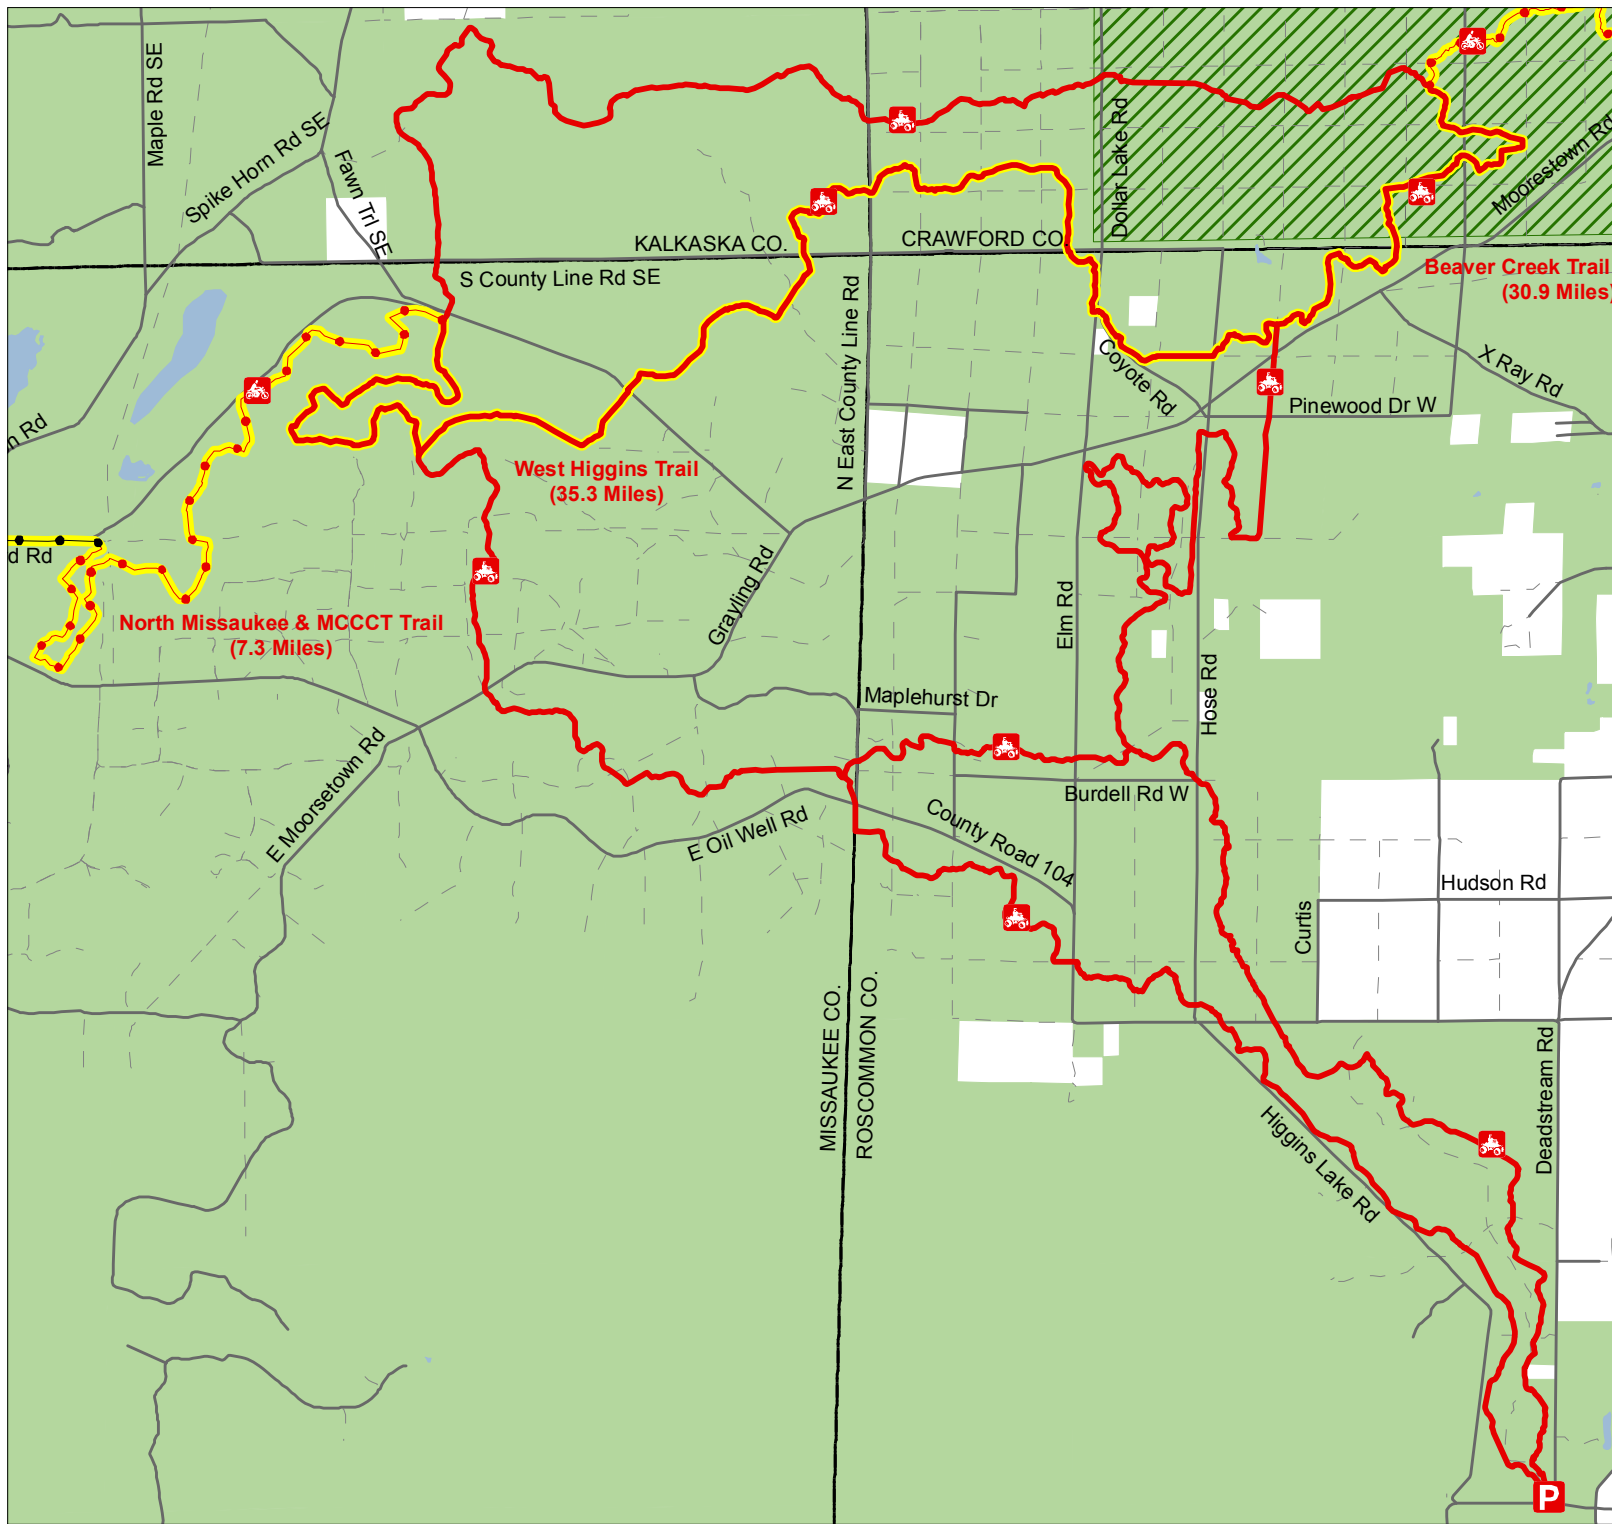 Maple Rd SE
Spike Horn Rd SE
Fawn Trl SE
Dollar Lake Rd
Moorestown Rd
KALKASKA CO.
CRAWFORD CO.
S County Line Rd SE
N East County Line Rd
Beaver Creek Trail
(30.9 Miles)
Coyote Rd
X Ray Rd
Pinewood Dr W
n Rd
West Higgins Trail
(35.3 Miles)
d Rd
Grayling Rd
Elm Rd
North Missaukee & MCCCT Trail
(7.3 Miles)
Hose Rd
Maplehurst Dr
E Moorsetown Rd
E Oil Well Rd
Burdell Rd W
County Road 104
Hudson Rd
Curtis
MISSAUKEE CO.
ROSCOMMON CO.
Deadstream Rd
Higgins Lake Rd
P